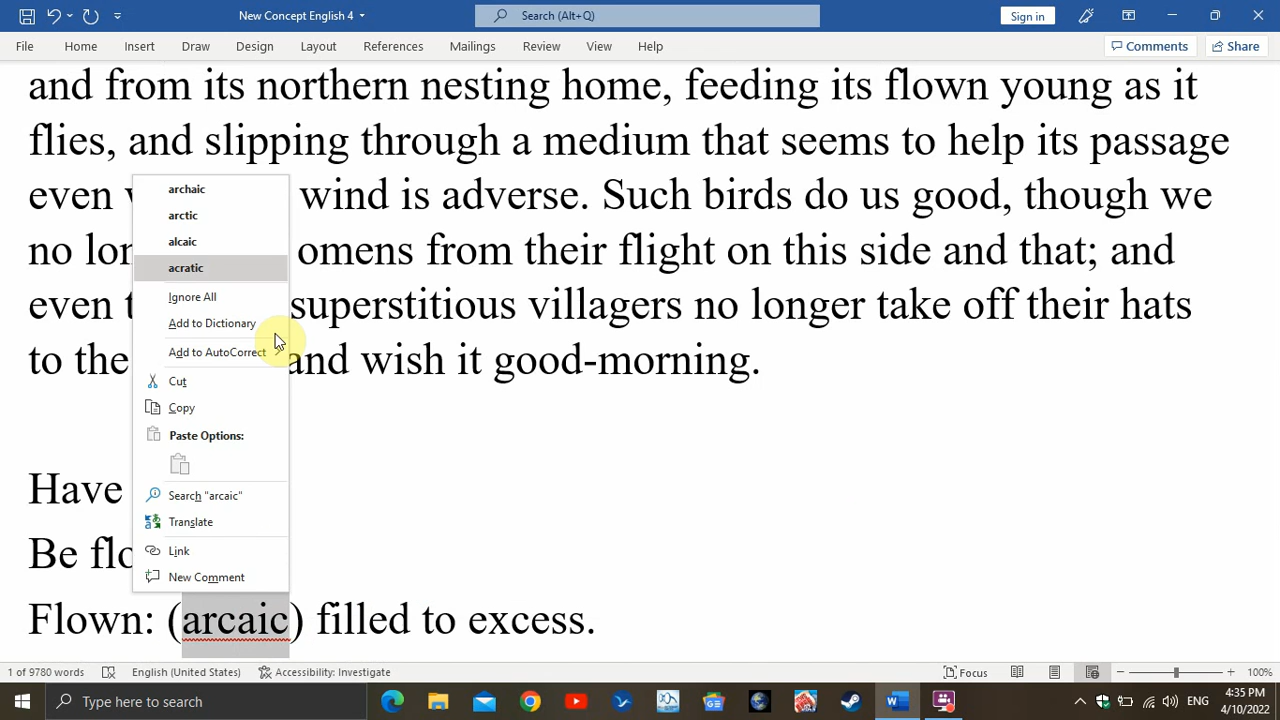 New Concept English 4
Search (Alt+Q)
Sign in
File Home Insert Draw Design Layout References Mailings Review View Help Comments Share
and from its northern nesting home, feeding its flown young as it
flies, and slipping through a medium that seems to help its passage
even wind is adverse. Such birds do us good, though we
no omens from their flight on this side and that; and
even superstitious villagers no longer take off their hats
to the and wish it good-morning.
archaic
arctic
alcaic
acratic
Ignore All
Add to Dictionary
Add to AutoCorrect
Cut
Copy
Paste Options:
Search "arcaic"
Translate
Link
New Comment
Have
Be
Flown: (arcaic) filled to excess.
1 of 9780 words English (United States) Accessibility: Investigate Focus 100%
Type here to search
ENG
4:35 PM
4/10/2022